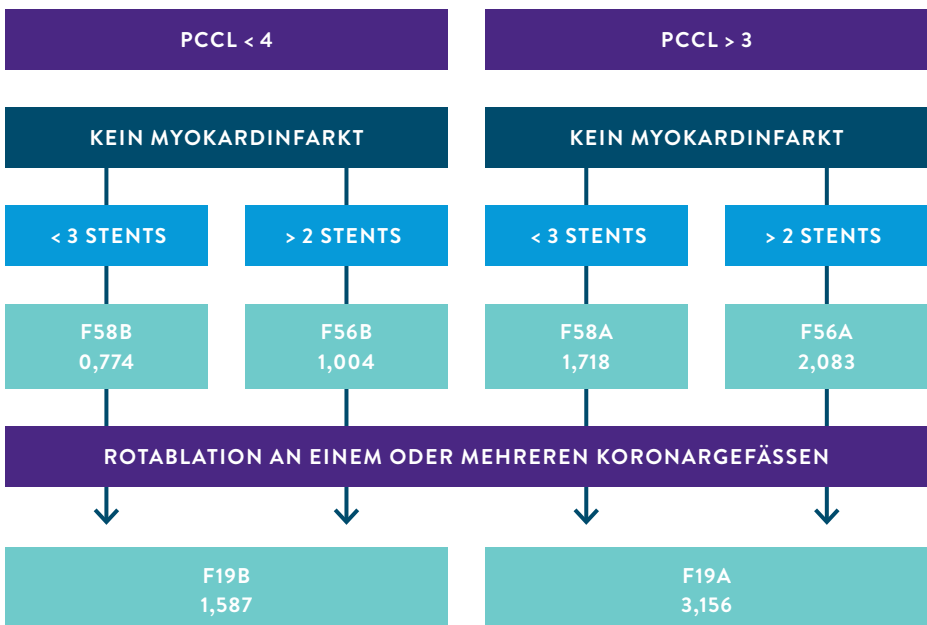 PCCL < 4
PCCL > 3
KEIN MYOKARDINFARKT
KEIN MYOKARDINFARKT
< 3 STENTS
> 2 STENTS
< 3 STENTS
> 2 STENTS
F58B
0,774
F56B
1,004
F58A
1,718
F56A
2,083
ROTABLATION AN EINEM ODER MEHREREN KORONARGEFÄSSEN
F19B
1,587
F19A
3,156